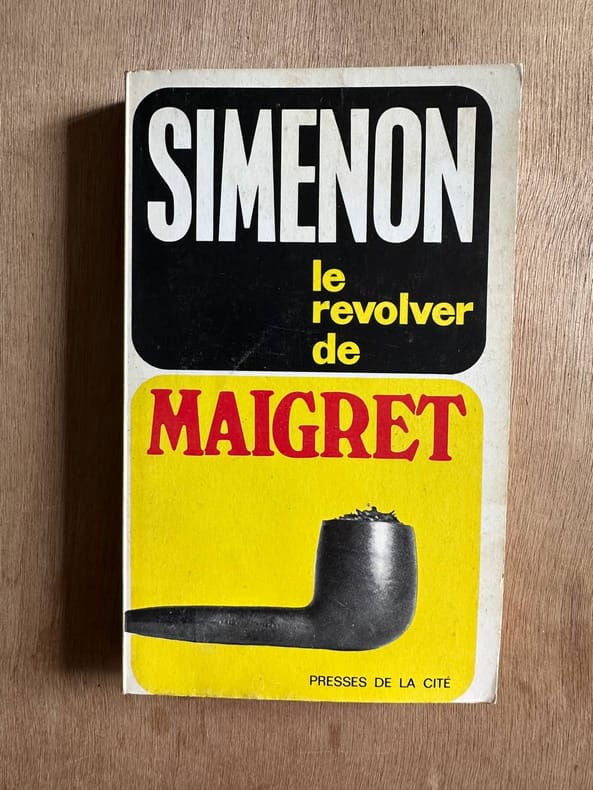 SIMENON
le
revolver
de
MAIGRET
PRESSES DE LA CITÉ